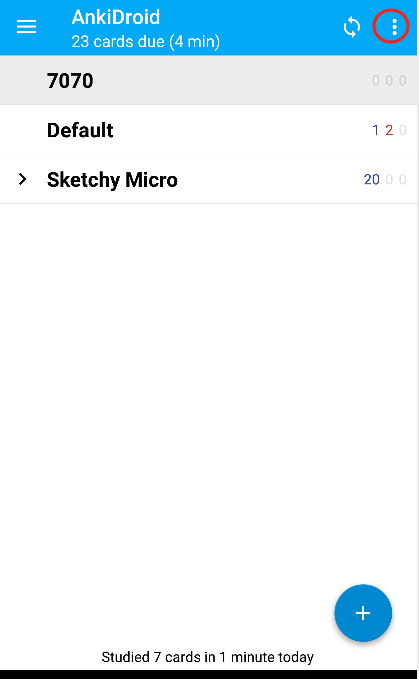 AnkiDroid
23 cards due (4 min)
7070 0 0 0
Default 1 2 0
Sketchy Micro 20 0 0
Studied 7 cards in 1 minute today